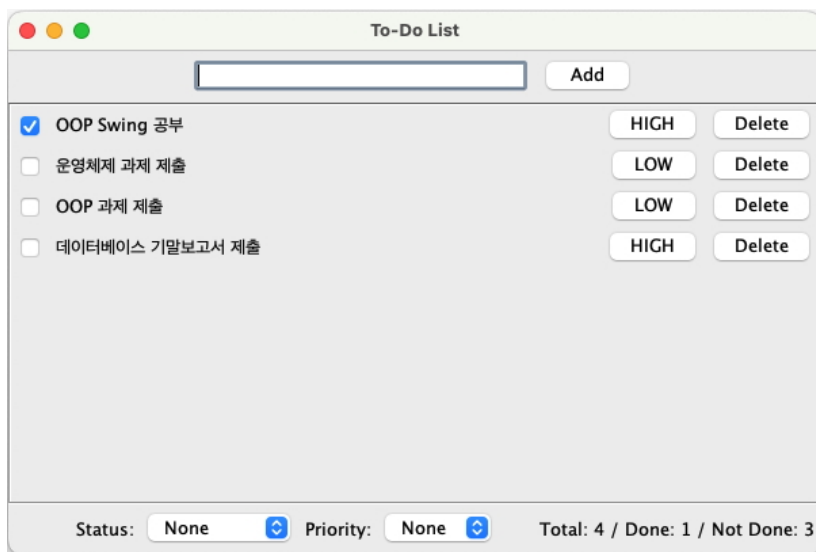 To-Do List
Add
OOP Swing 공부 HIGH Delete
운영체제 과제 제출 LOW Delete
OOP 과제 제출 LOW Delete
데이터베이스 기말보고서 제출 HIGH Delete
Status: None Priority: None Total: 4 / Done: 1 / Not Done: 3